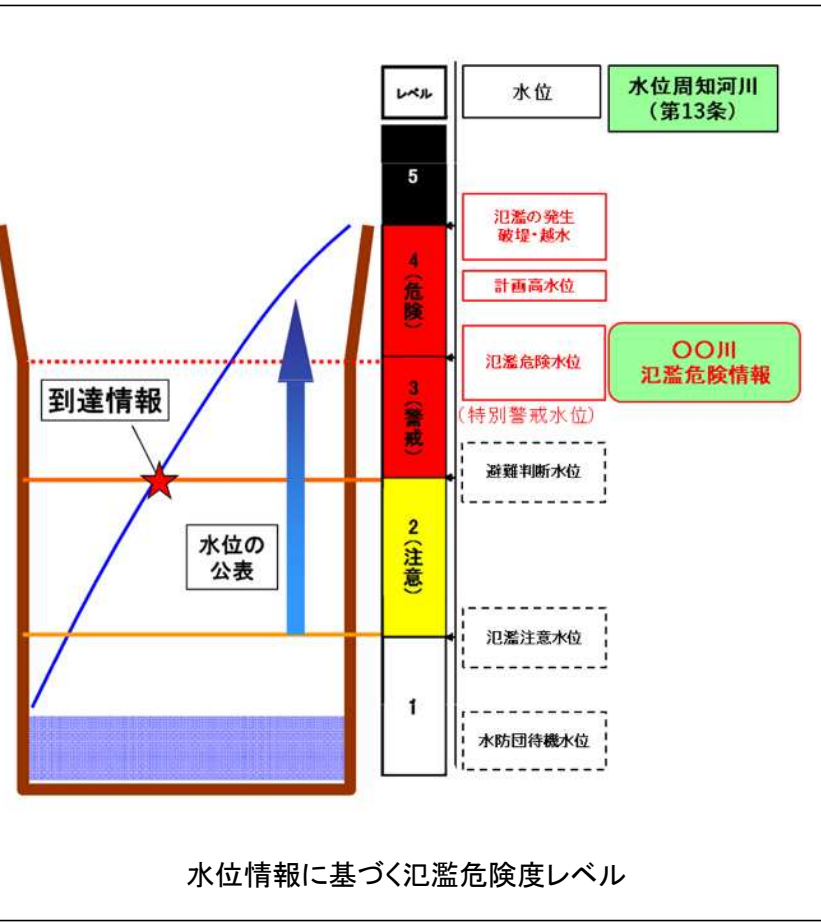 レベル
水位
水位周知河川
(第13条)
5
氾濫の発生
破堤・越水
4(危険)
計画高水位
氾濫危険水位
〇〇川
氾濫危険情報
(特別警戒水位)
3(警戒)
到達情報
避難判断水位
2(注意)
水位の
公表
氾濫注意水位
1
水防団待機水位
水位情報に基づく氾濫危険度レベル